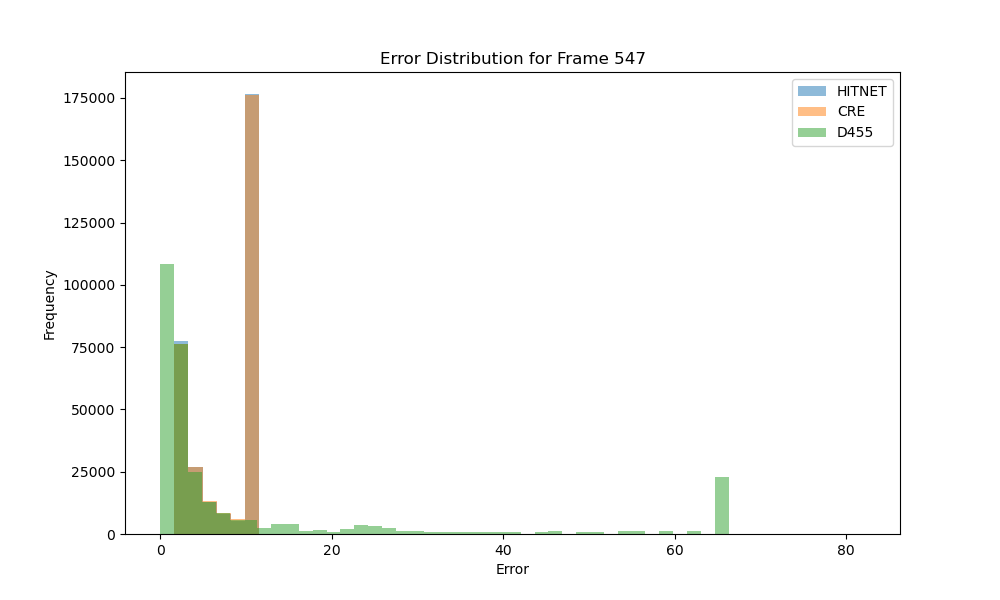 Error Distribution for Frame 547
HITNET
CRE
D455
175000
150000
125000
100000
75000
50000
25000
0
Frequency
0 20 40 60 80
Error